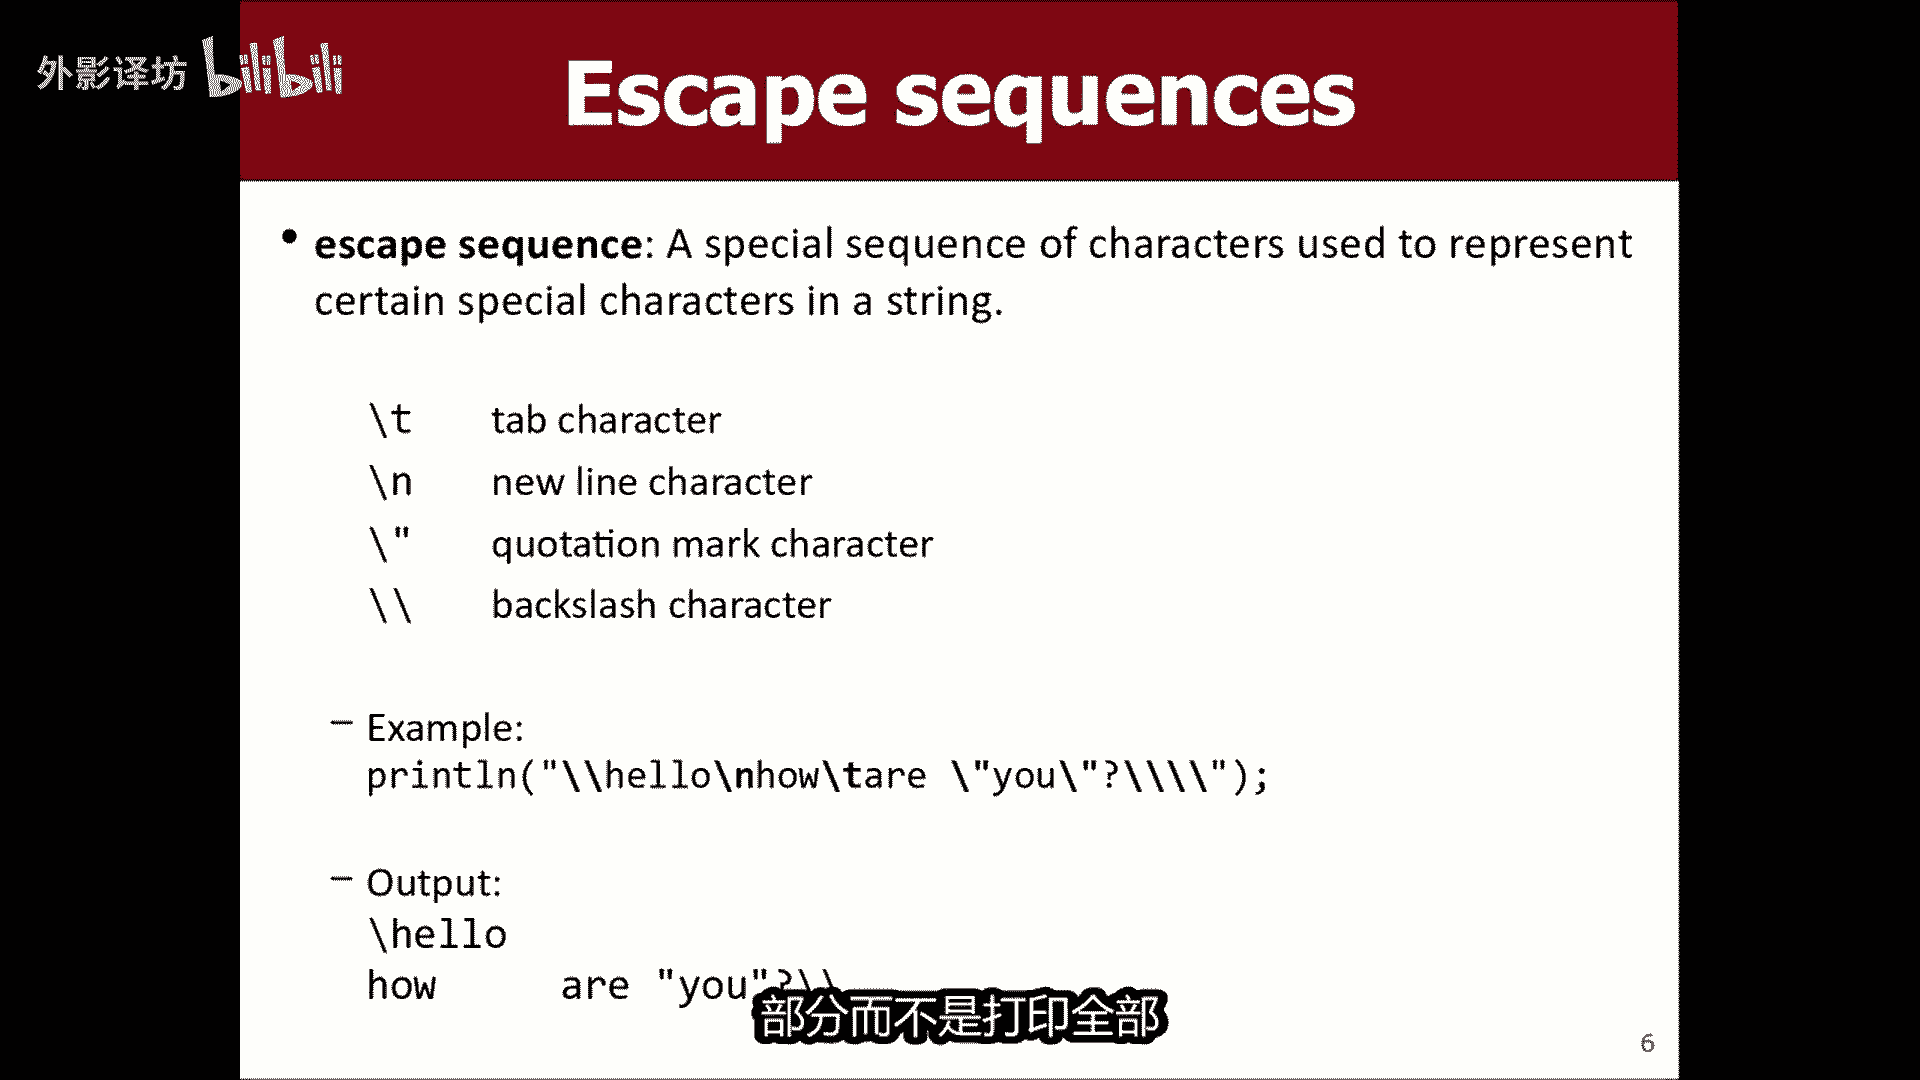 外影译坊 bilibili
Escape sequences
• escape sequence: A special sequence of characters used to represent
certain special characters in a string.
\t tab character
\n new line character
\" quotation mark character
\\ backslash character
– Example:
println("\\hello\nhow\tare \"you\"?\\\\");
– Output:
\hello
how are "you"?\\
部分而不是打印全部
6